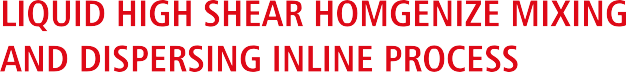 LIQUID HIGH SHEAR HOMGENIZE MIXING
AND DISPERSING INLINE PROCESS